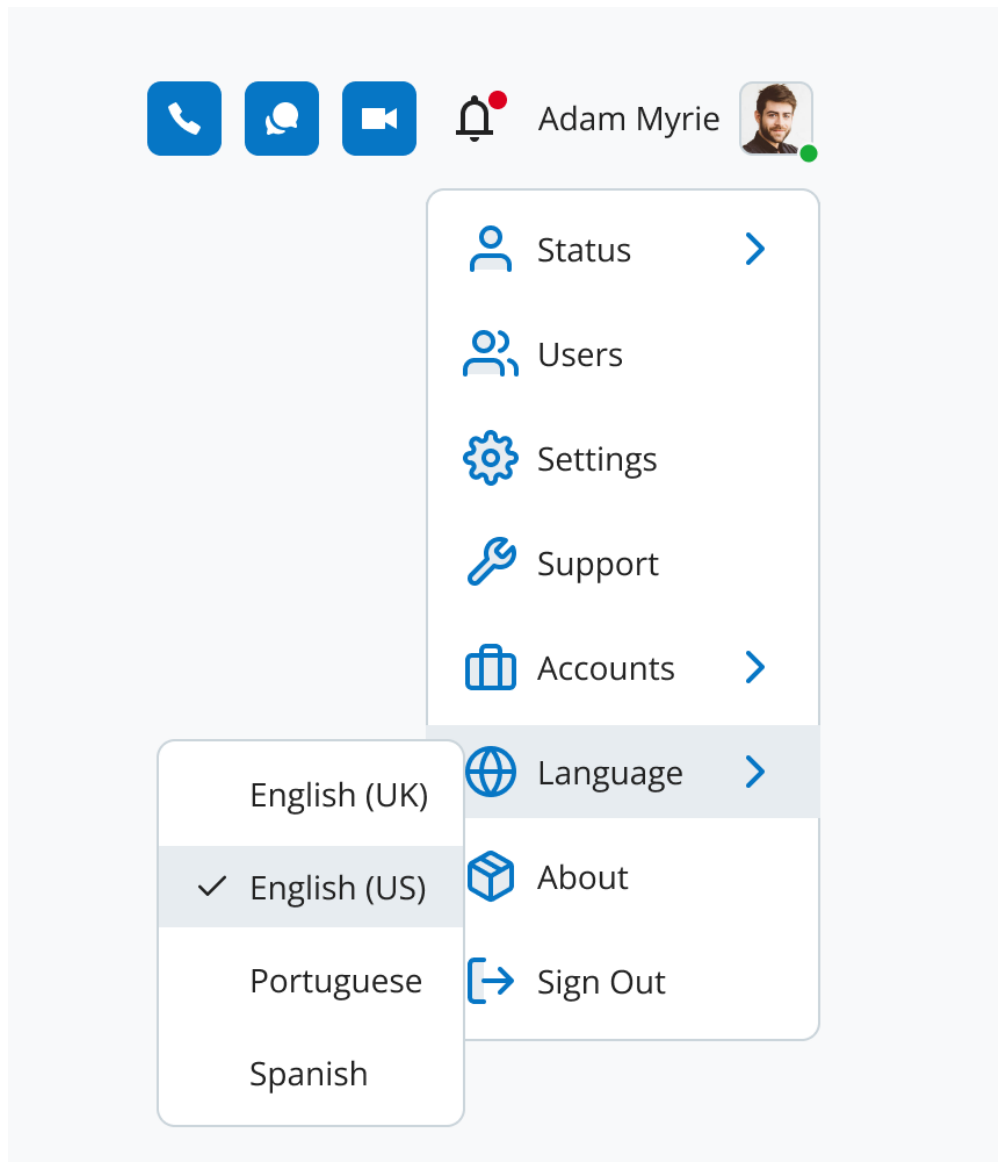 Adam Myrie
Status
Users
Settings
Support
Accounts
Language
English (UK)
English (US)
Portuguese
Spanish
About
Sign Out